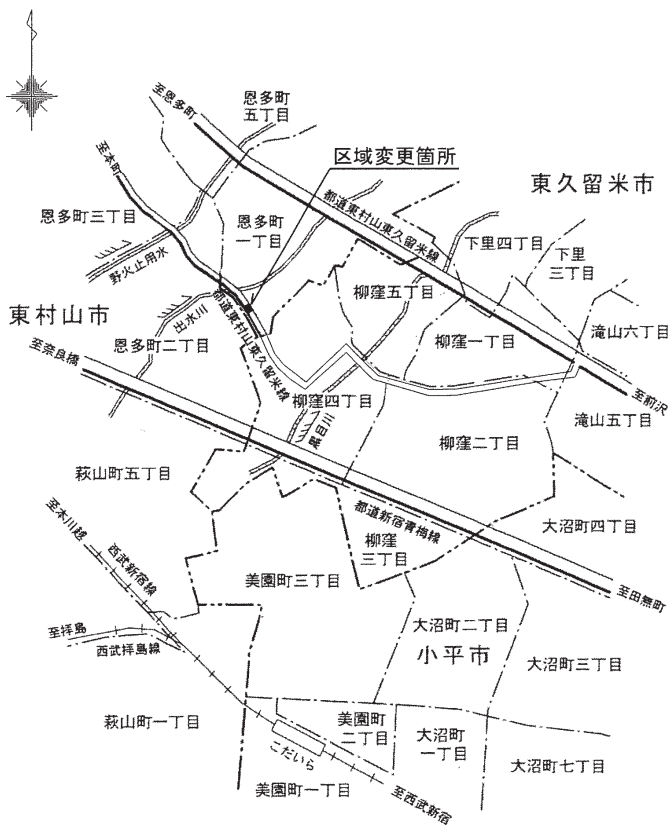 恩多町
五丁目
至恩多町
区域変更箇所
至本町
東久留米市
恩多町三丁目
恩多町
一丁目
都道東村山東久留米線
下里四丁目
下里
三丁目
野火止用水
柳窪五丁目
出水川
都道東村山東久留米線
東村山市
恩多町二丁目
柳窪一丁目
滝山六丁目
至奈良橋
至前沢
柳窪四丁目
滝山五丁目
黒目川
柳窪二丁目
萩山町五丁目
都道新宿青梅線
大沼町四丁目
至本川越
西武新宿線
柳窪
三丁目
美園町三丁目
至田無町
至拝島
西武拝島線
大沼町二丁目
小平市
大沼町三丁目
萩山町一丁目
美園町
二丁目
大沼町
一丁目
こだいら
大沼町七丁目
美園町一丁目
至西武新宿